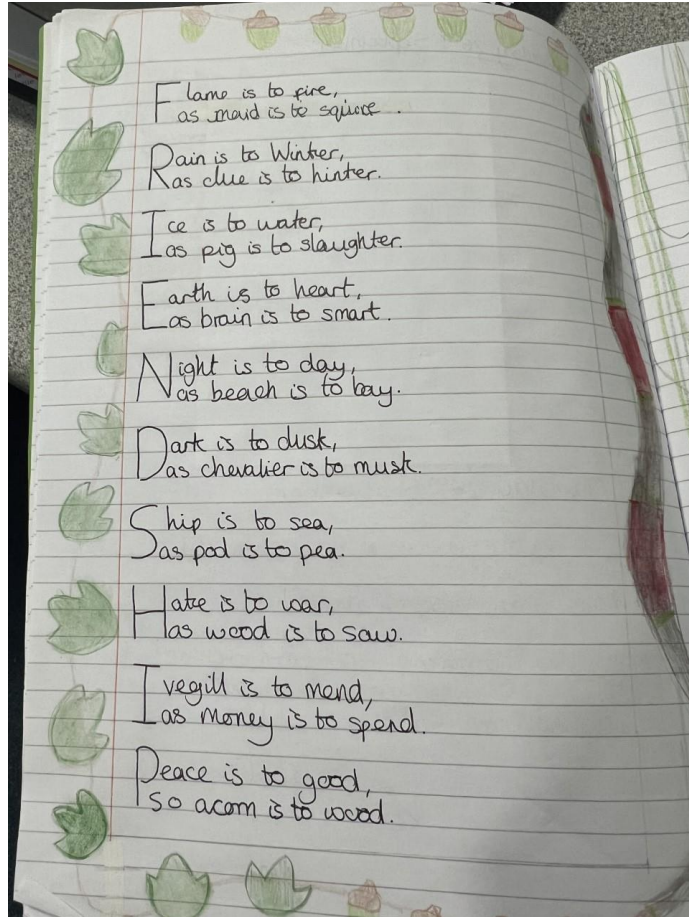 Flame is to fire,
as maid is to squire.
Rain is to Winter,
as clue is to hinter.
Ice is to water,
as pig is to slaughter.
Earth is to heart,
as brain is to smart.
Night is to day,
as beach is to bay.
Dark is to dusk,
as chevalier is to musk.
Ship is to sea,
as pod is to pea.
Hate is to war,
as wood is to saw.
Ivegill is to mend,
as money is to spend.
Peace is to good,
so acorn is to wood.